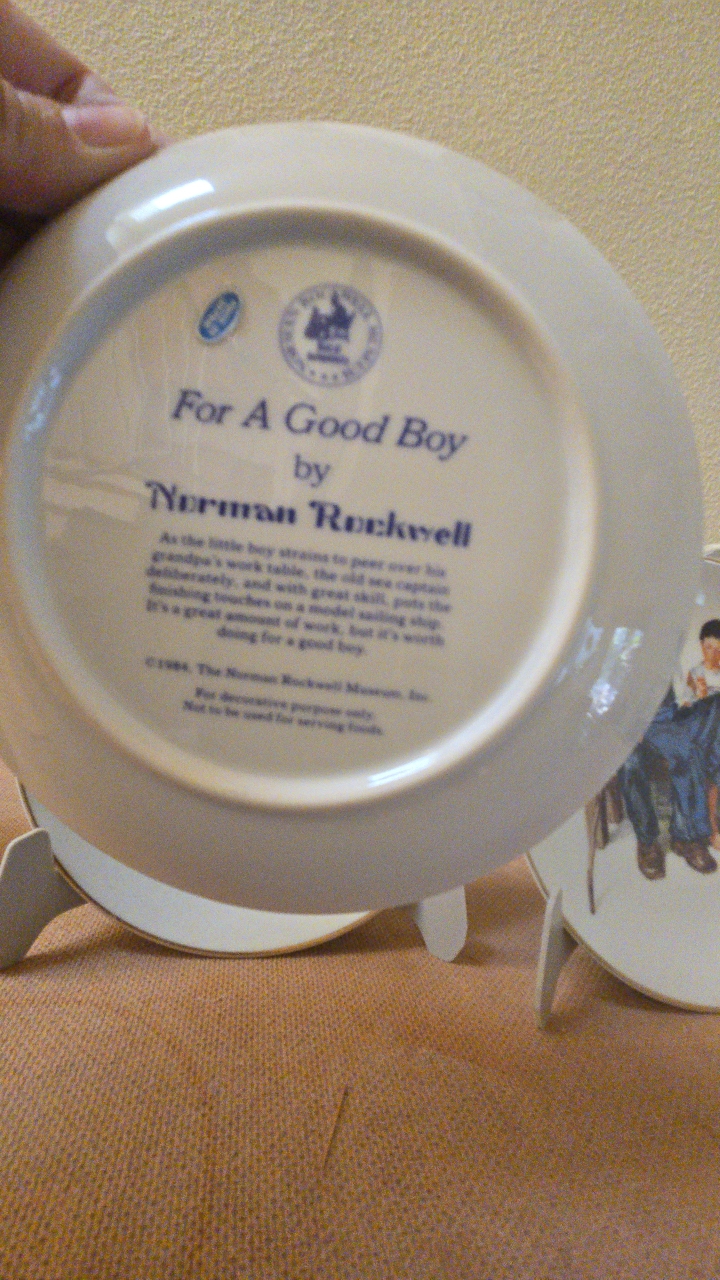 NORMAN ROCKWELL MUSEUM
For A Good Boy
by
Norman Rockwell
As the little boy strains to peer over his
grandpa's work table, the old sea captain
deliberately, and with great skill, puts the
finishing touches on a model sailing ship.
It's a great amount of work, but it's worth
doing for a good boy.
©1984, The Norman Rockwell Museum, Inc.
For decorative purpose only.
Not to be used for serving foods.